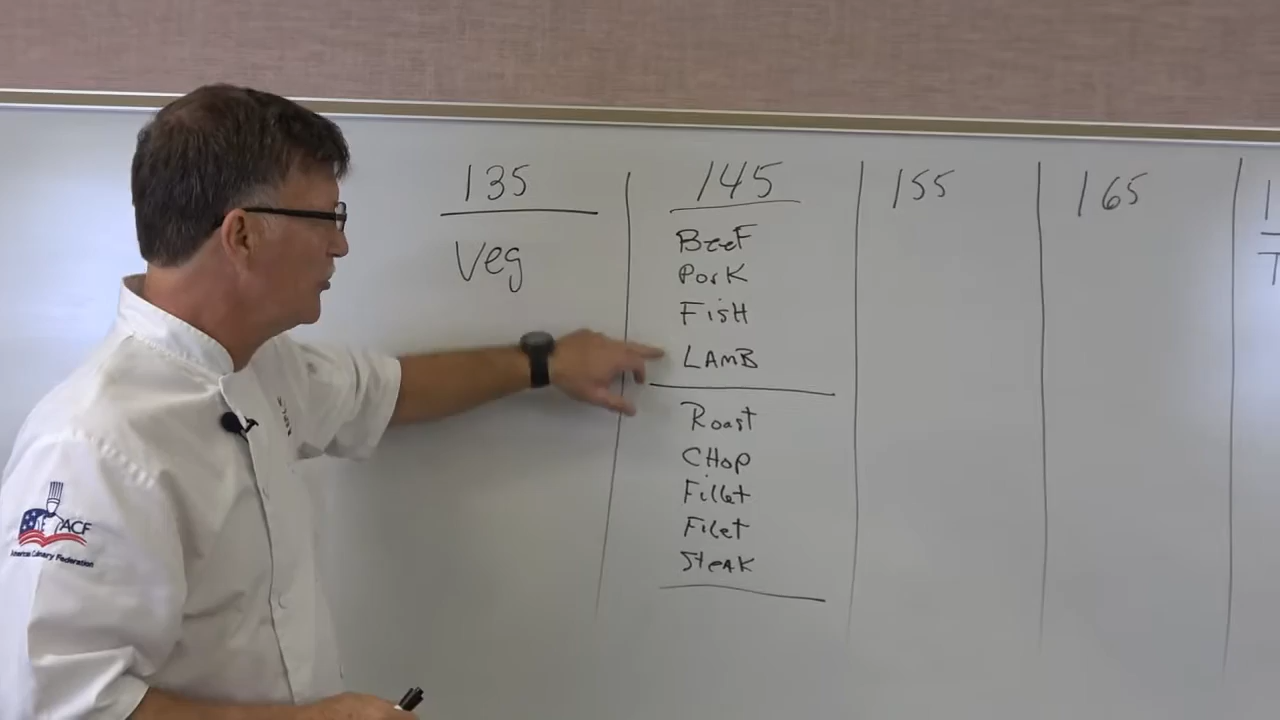 135
145
155
165
Veg
BeeF
PorK
FisH
LAmB
Roast
CHop
Fillet
Filet
SteaK
ACF
American Culinary Federation